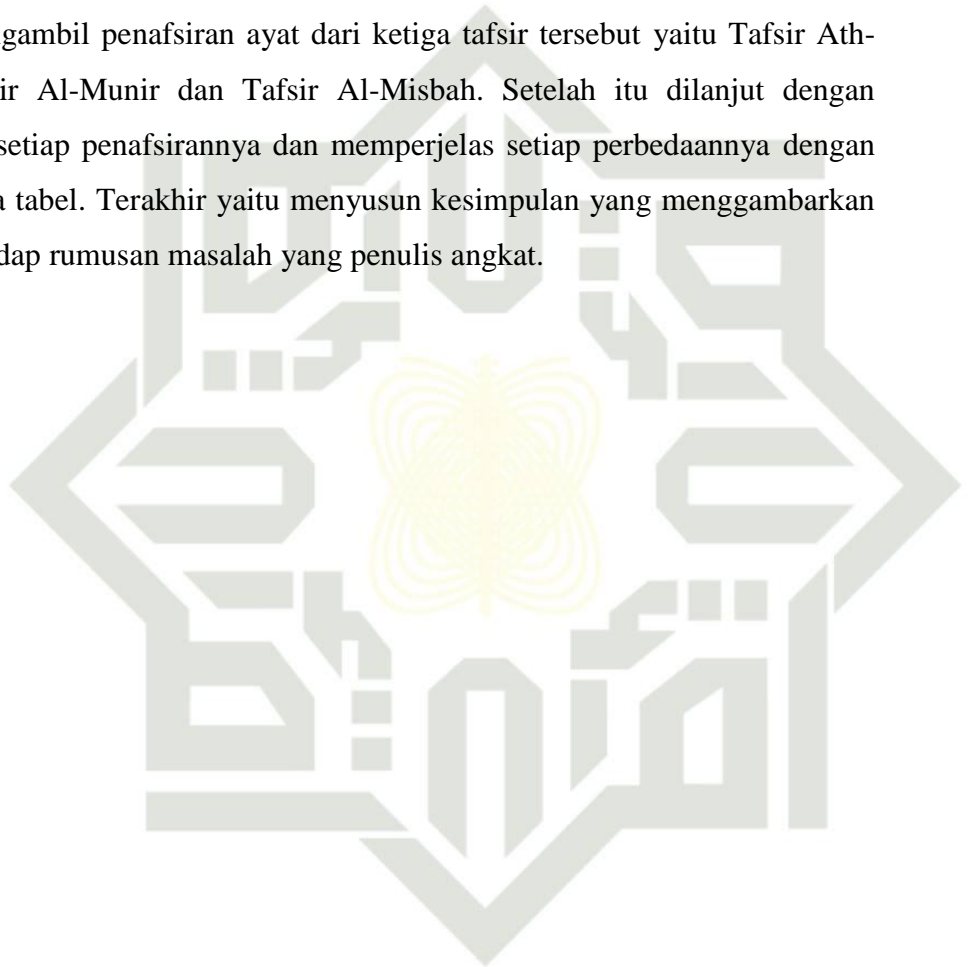 ngambil penafsiran ayat dari ketiga tafsir tersebut yaitu Tafsir Ath-
ir Al-Munir dan Tafsir Al-Misbah. Setelah itu dilanjut dengan
setiap penafsirannya dan memperjelas setiap perbedaannya dengan
a tabel. Terakhir yaitu menyusun kesimpulan yang menggambarkan
dap rumusan masalah yang penulis angkat.